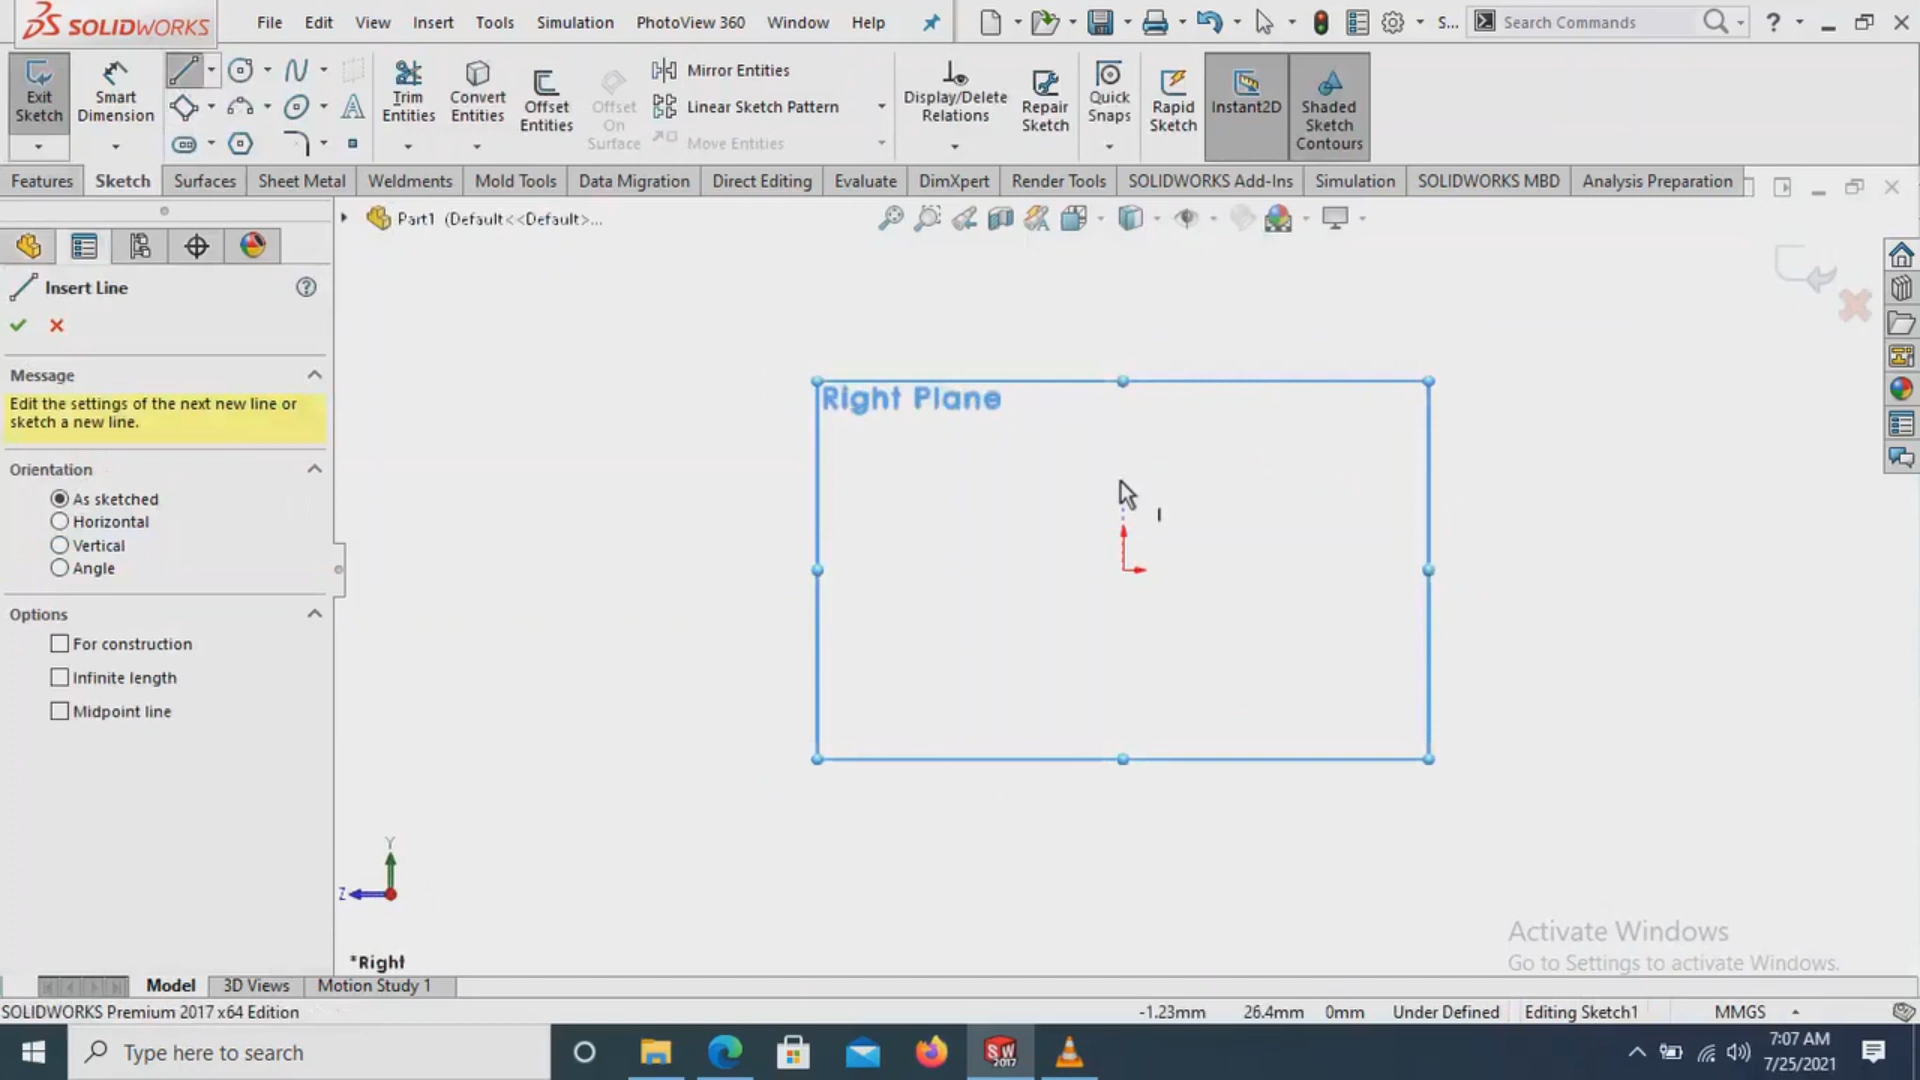 SOLIDWORKS File Edit View Insert Tools Simulation PhotoView 360 Window Help S... Search Commands ?
Exit Sketch
Smart Dimension
Trim Entities
Convert Entities
Offset Entities
Offset On Surface
Mirror Entities
Linear Sketch Pattern
Move Entities
Display/Delete Relations
Repair Sketch
Quick Snaps
Rapid Sketch
Instant2D
Shaded Sketch Contours
Features Sketch Surfaces Sheet Metal Weldments Mold Tools Data Migration Direct Editing Evaluate DimXpert Render Tools SOLIDWORKS Add-Ins Simulation SOLIDWORKS MBD Analysis Preparation
Part1 (Default<<Default>...
Insert Line
Message
Edit the settings of the next new line or
sketch a new line.
Orientation
As sketched
Horizontal
Vertical
Angle
Options
For construction
Infinite length
Midpoint line
Right Plane
Y
Z
*Right
Activate Windows
Go to Settings to activate Windows.
Model 3D Views Motion Study 1
SOLIDWORKS Premium 2017 x64 Edition -1.23mm 26.4mm 0mm Under Defined Editing Sketch1 MMGS
Type here to search
SW 2017
7:07 AM
7/25/2021